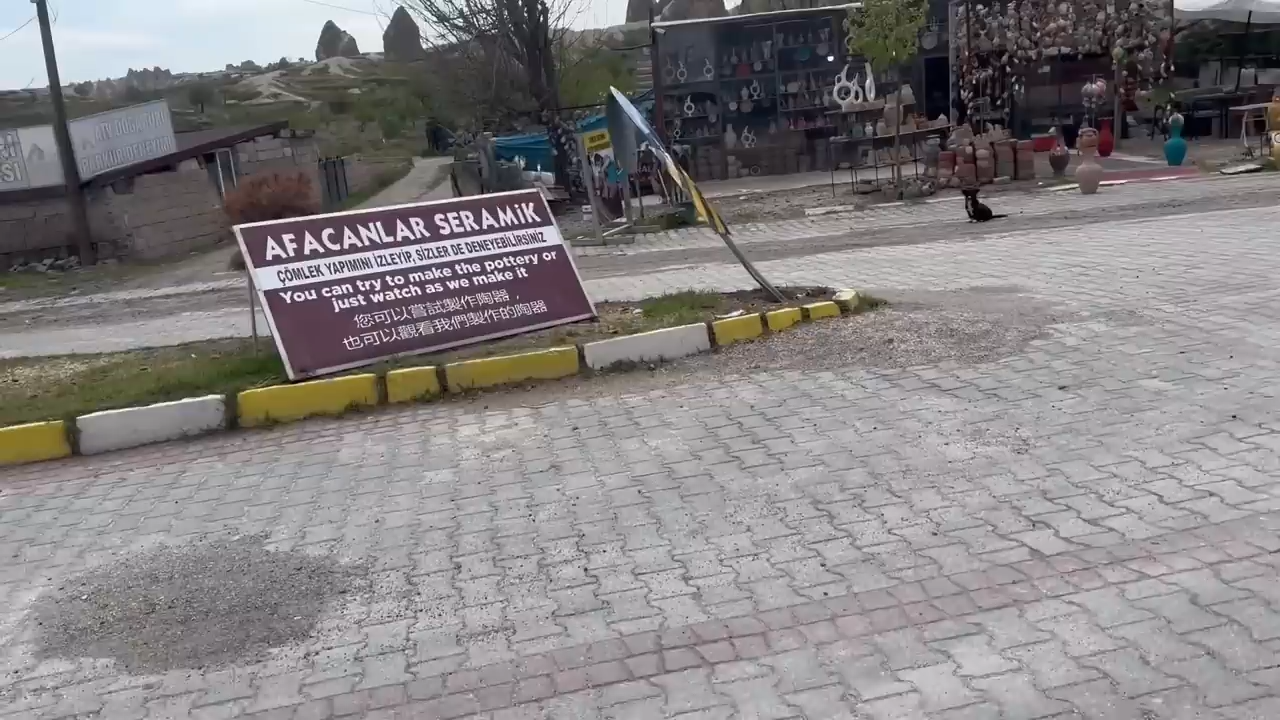 AFACANLAR SERAMİK
ÇÖMLEK YAPIMINI İZLEYİP, SİZLER DE DENEYEBİLİRSİNİZ
You can try to make the pottery or
just watch as we make it
您可以嘗試製作陶器，
也可以觀看我們製作的陶器